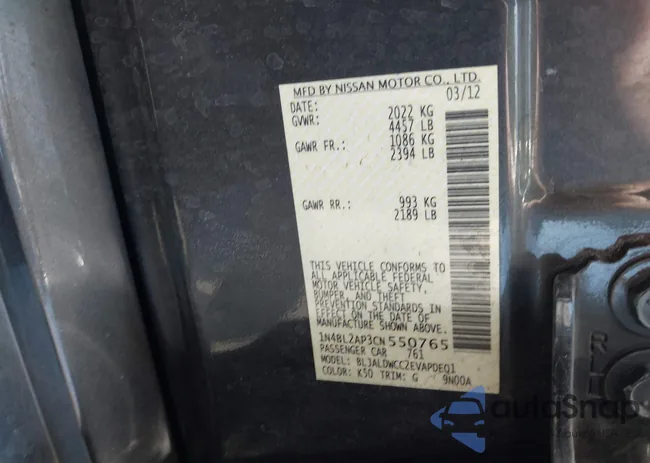 MFD BY NISSAN MOTOR CO., LTD.
DATE: 03/12
GVWR: 2022 KG
4457 LB
GAWR FR.: 1086 KG
2394 LB
GAWR RR.: 993 KG
2189 LB
THIS VEHICLE CONFORMS TO
ALL APPLICABLE FEDERAL
MOTOR VEHICLE SAFETY,
BUMPER, AND THEFT
PREVENTION STANDARDS IN
EFFECT ON THE DATE OF
MANUFACTURE SHOWN ABOVE.
1N4BL2AP3CN550765
PASSENGER CAR 761
MODEL: BLJALDWCC2EVAPDEQ1
COLOR: K50 TRIM: G 9N00A
autoSnap